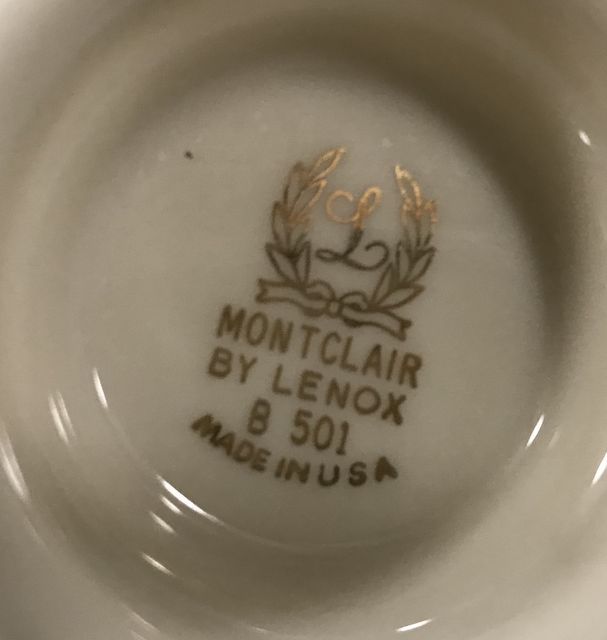 L
MONTCLAIR
BY LENOX
B 501
MADE IN USA